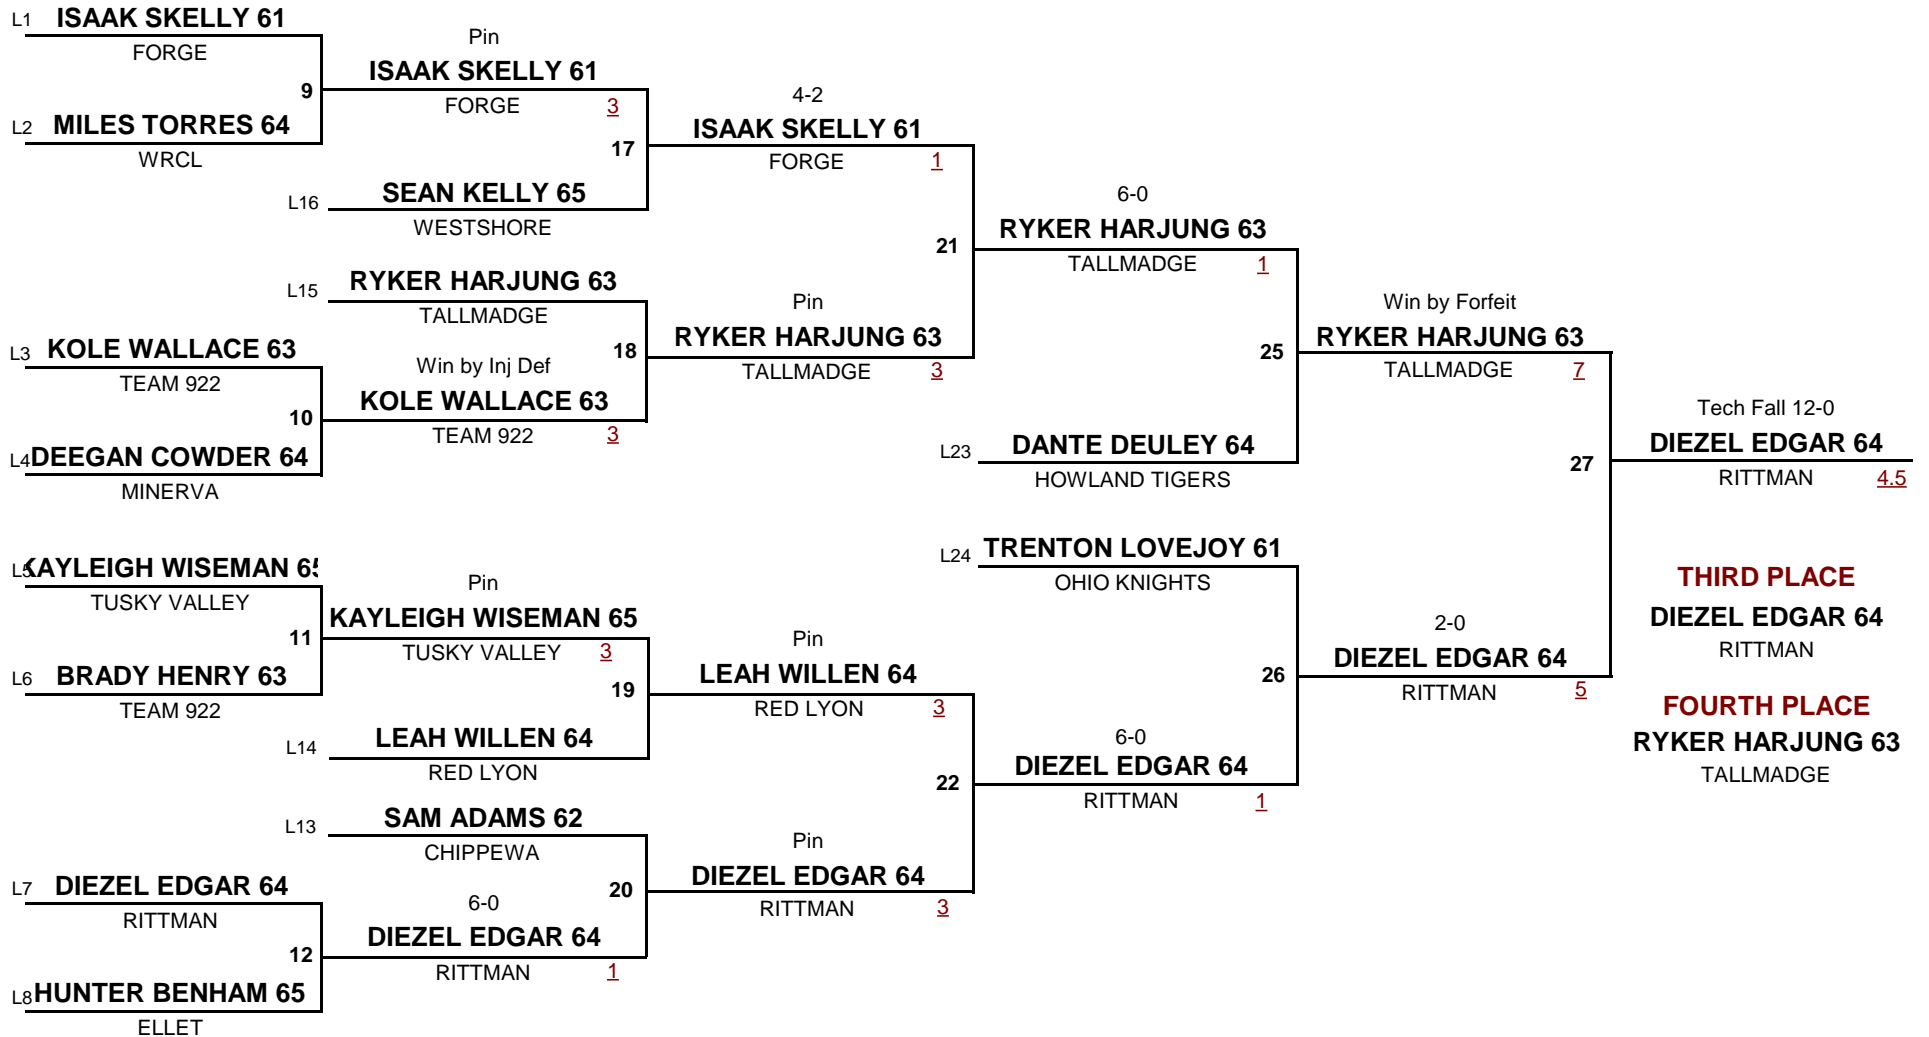 L1 ISAAK SKELLY 61
FORGE
9
L2 MILES TORRES 64
WRCL
Pin
ISAAK SKELLY 61
FORGE 3
17
L16 SEAN KELLY 65
WESTSHORE
4-2
ISAAK SKELLY 61
FORGE 1
L15 RYKER HARJUNG 63
TALLMADGE
18
L3 KOLE WALLACE 63
TEAM 922
10
L4 DEEGAN COWDER 64
MINERVA
Win by Inj Def
KOLE WALLACE 63
TEAM 922 3
Pin
RYKER HARJUNG 63
TALLMADGE 3
21
6-0
RYKER HARJUNG 63
TALLMADGE 1
25
L23 DANTE DEULEY 64
HOWLAND TIGERS
Win by Forfeit
RYKER HARJUNG 63
TALLMADGE 7
27
Tech Fall 12-0
DIEZEL EDGAR 64
RITTMAN 4.5
L5 KAYLEIGH WISEMAN 65
TUSKY VALLEY
11
L6 BRADY HENRY 63
TEAM 922
Pin
KAYLEIGH WISEMAN 65
TUSKY VALLEY 3
19
L14 LEAH WILLEN 64
RED LYON
Pin
LEAH WILLEN 64
RED LYON 3
22
L13 SAM ADAMS 62
CHIPPEWA
20
L7 DIEZEL EDGAR 64
RITTMAN
12
L8 HUNTER BENHAM 65
ELLET
6-0
DIEZEL EDGAR 64
RITTMAN 1
Pin
DIEZEL EDGAR 64
RITTMAN 3
L24 TRENTON LOVEJOY 61
OHIO KNIGHTS
26
6-0
DIEZEL EDGAR 64
RITTMAN 1
2-0
DIEZEL EDGAR 64
RITTMAN 5
THIRD PLACE
DIEZEL EDGAR 64
RITTMAN
FOURTH PLACE
RYKER HARJUNG 63
TALLMADGE